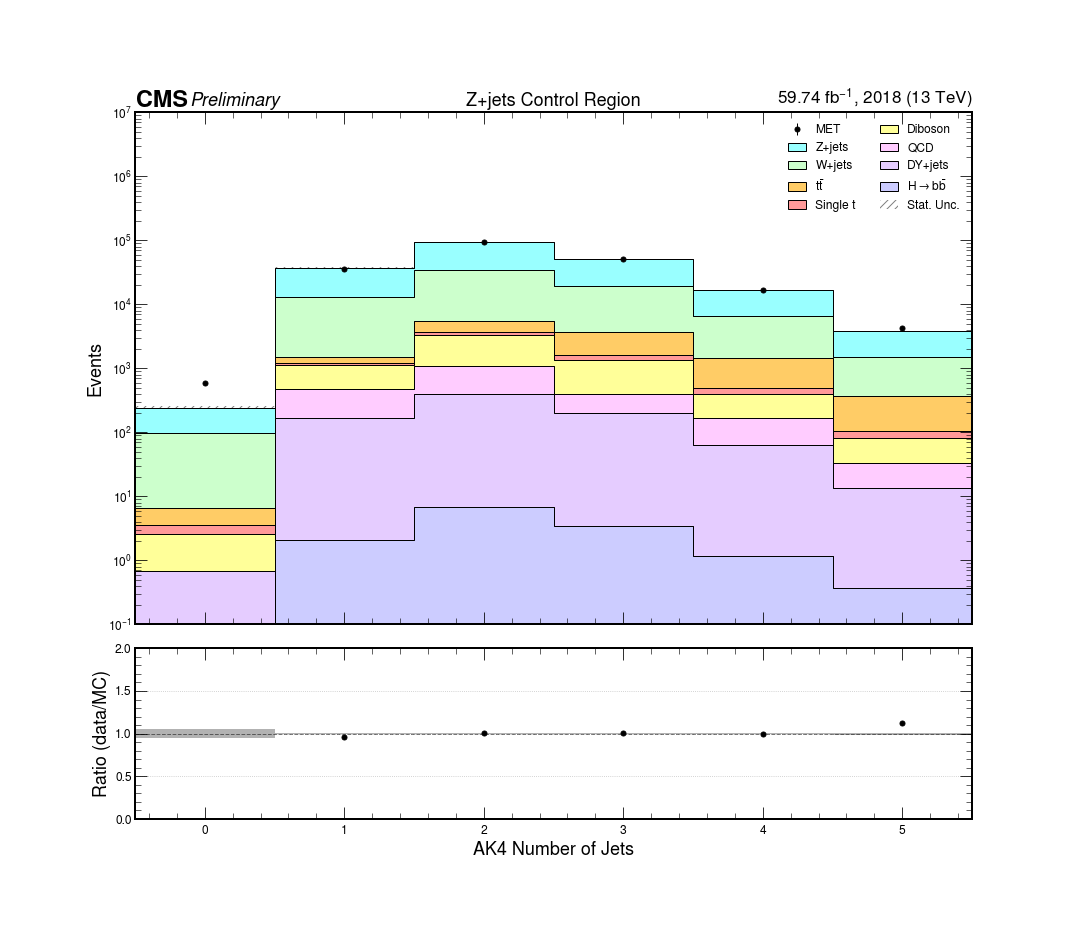 CMS Preliminary
Z+jets Control Region
59.74 fb⁻¹, 2018 (13 TeV)
MET
Z+jets
W+jets
tt̄
Single t
Diboson
QCD
DY+jets
H→bb̄
Stat. Unc.
Events
10⁷
10⁶
10⁵
10⁴
10³
10²
10¹
10⁰
10⁻¹
Ratio (data/MC)
2.0
1.5
1.0
0.5
0.0
0 1 2 3 4 5
AK4 Number of Jets